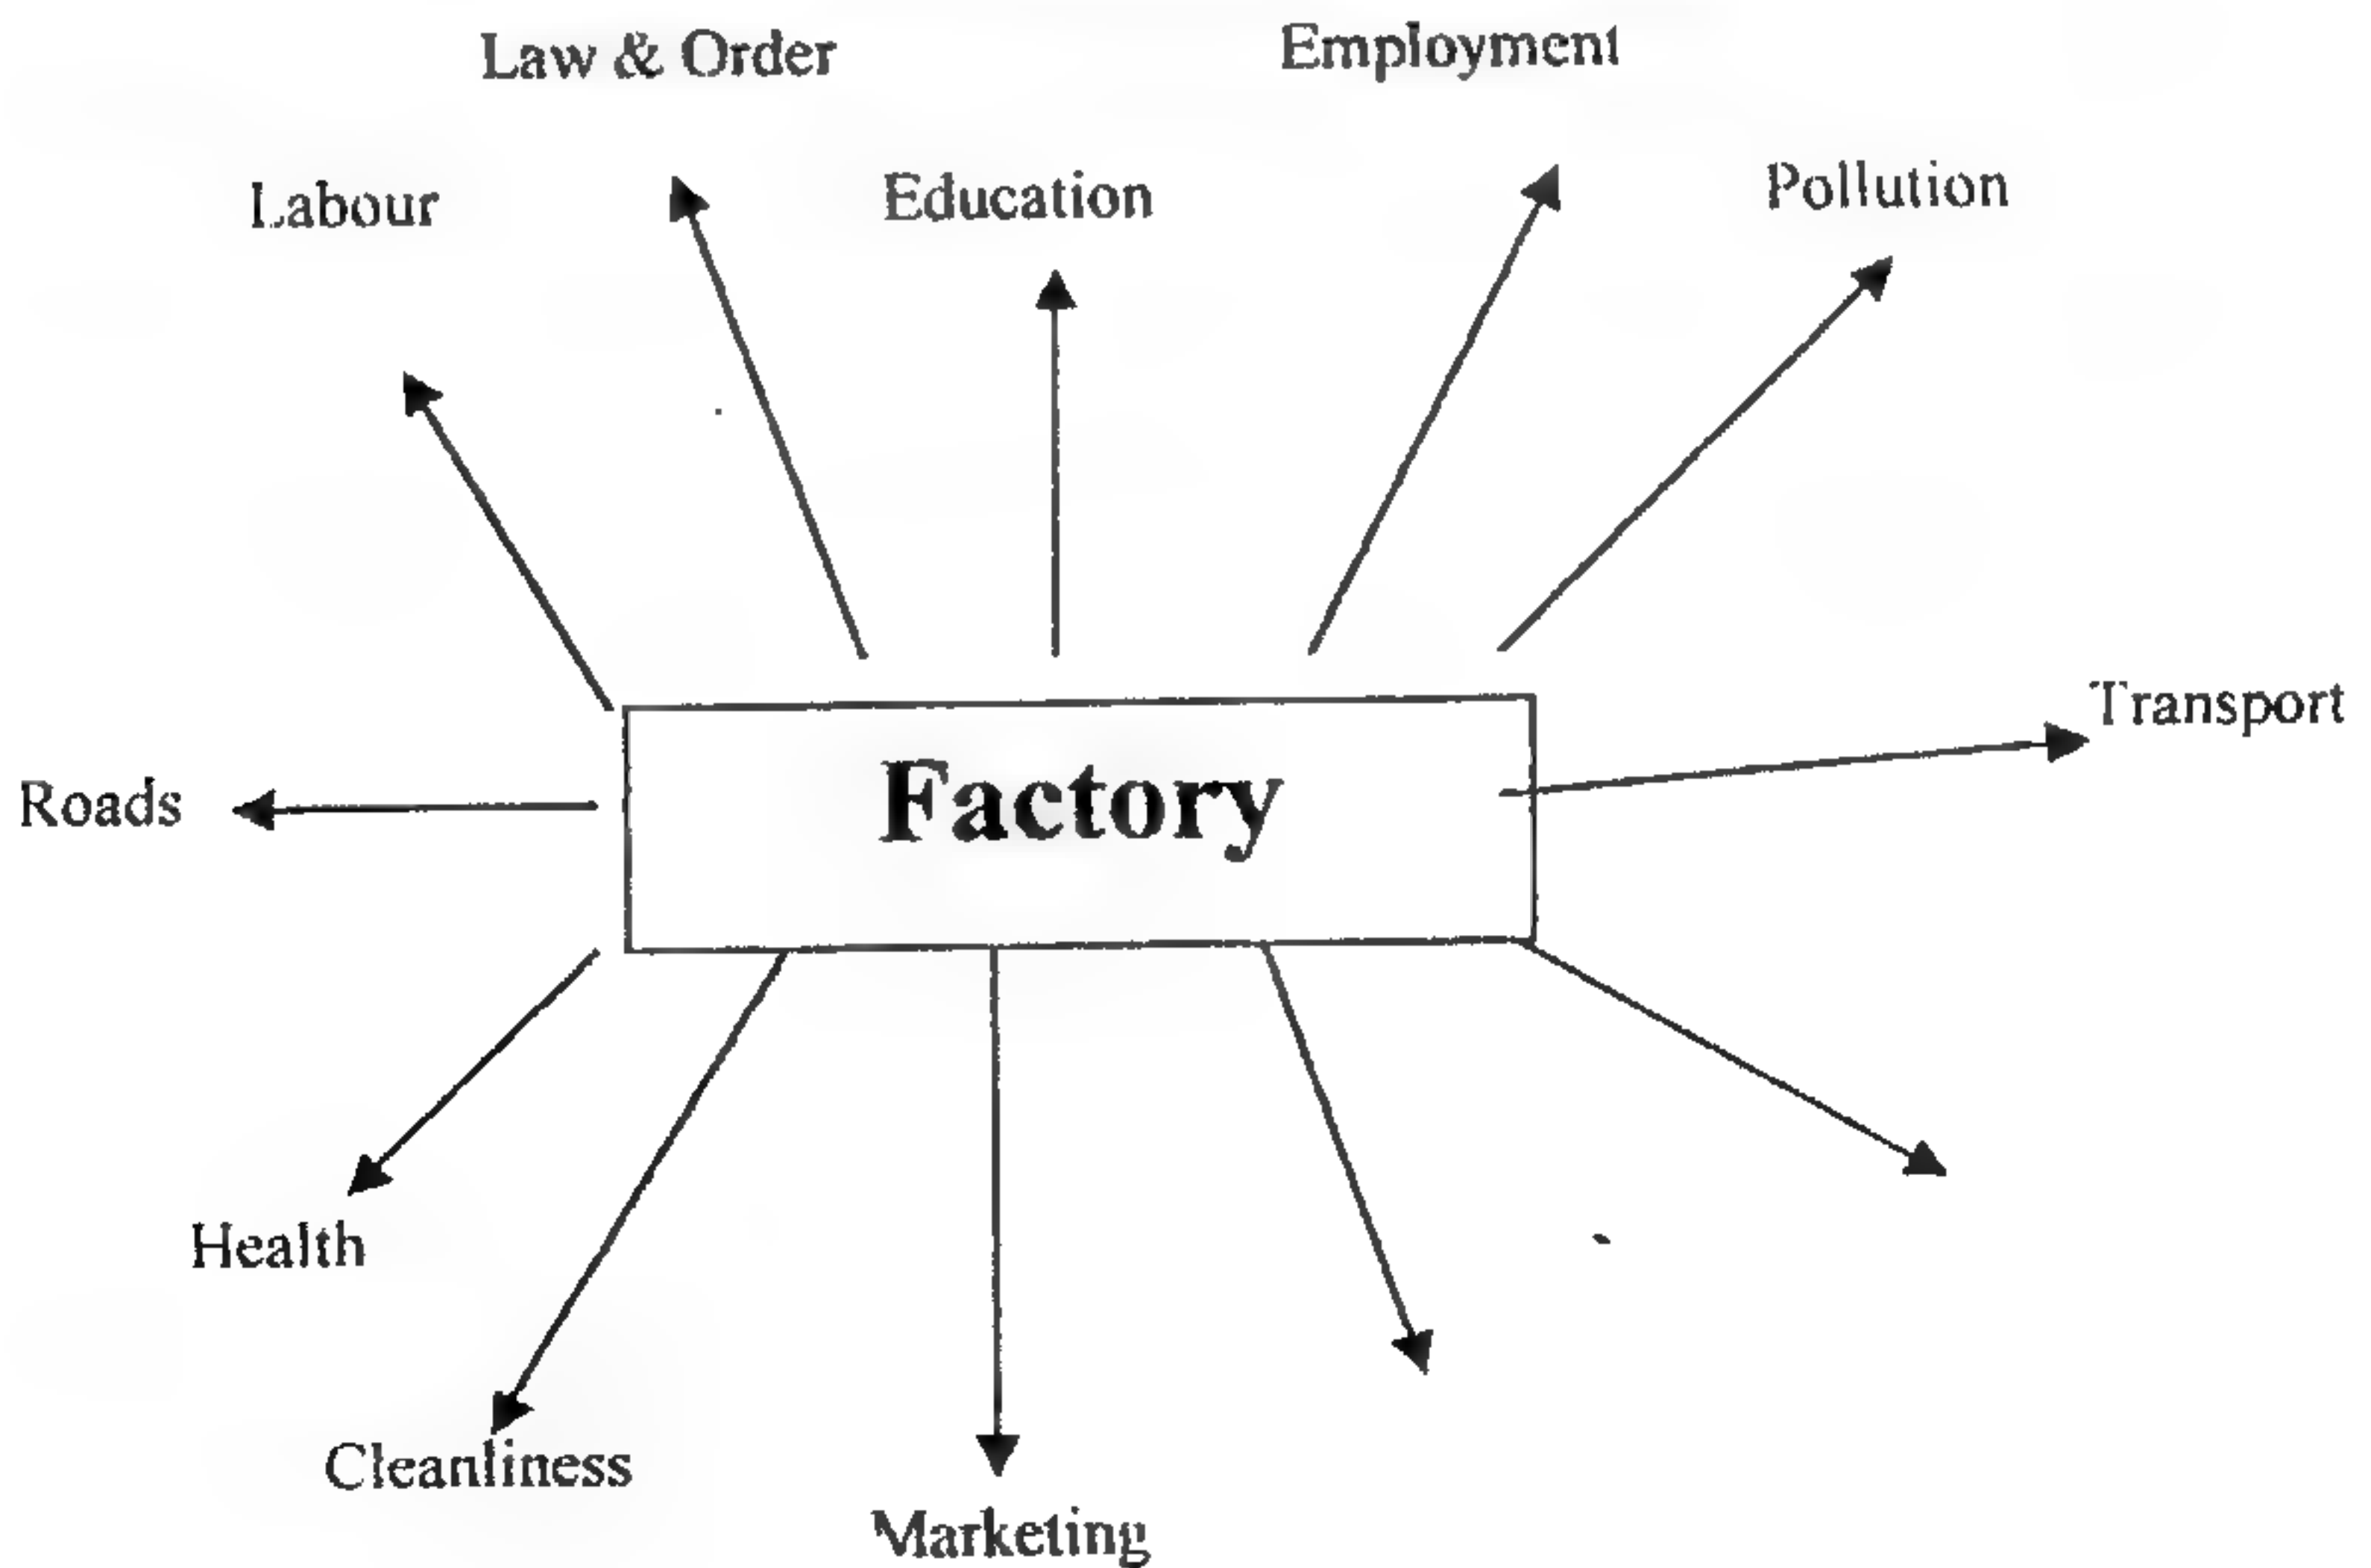 Law & Order
Employment
Labour
Education
Pollution
Transport
Factory
Roads
Health
Cleanliness
Marketing